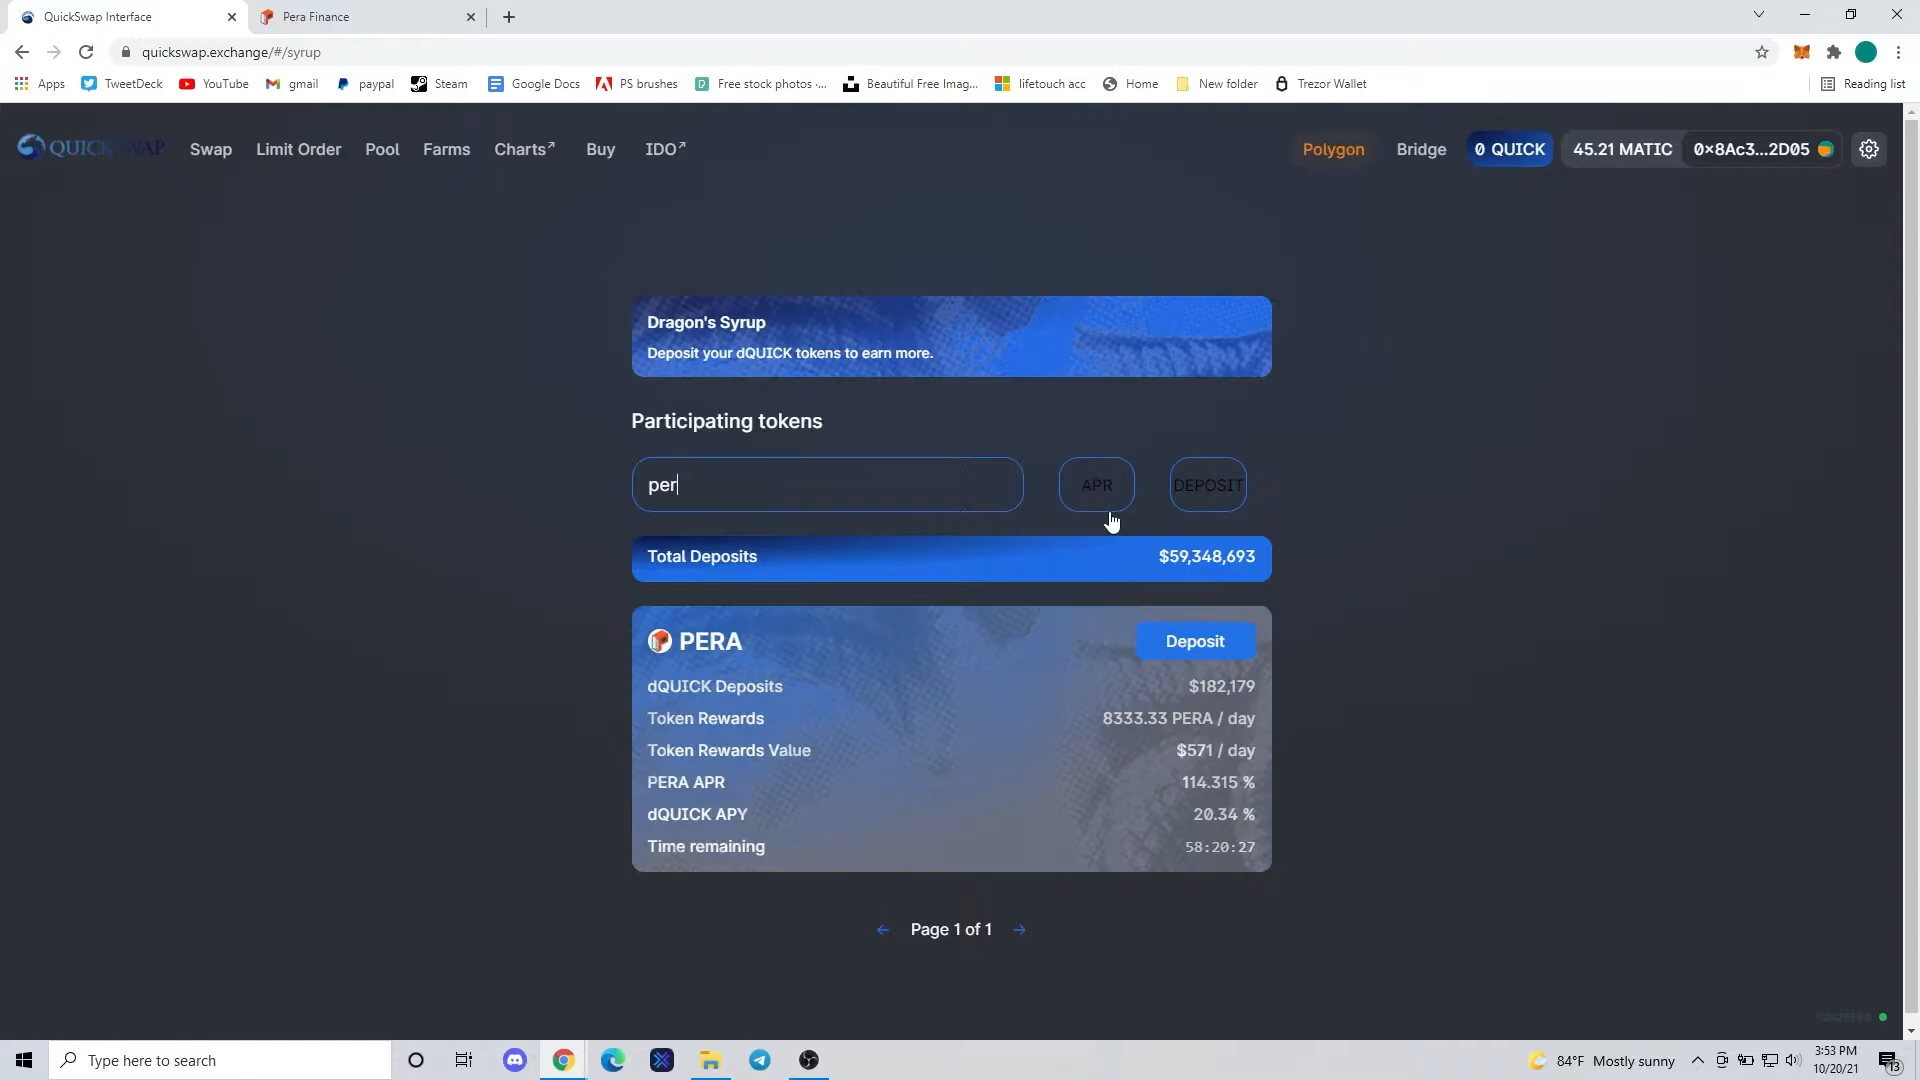 QuickSwap Interface
Pera Finance
quickswap.exchange/#/syrup
Apps
TweetDeck
YouTube
gmail
paypal
Steam
Google Docs
PS brushes
Free stock photos -...
Beautiful Free Imag...
lifetouch acc
Home
New folder
Trezor Wallet
Reading list
QUICKSWAP
Swap
Limit Order
Pool
Farms
Charts↗
Buy
IDO↗
Polygon
Bridge
0 QUICK
45.21 MATIC
0×8Ac3...2D05
Dragon's Syrup
Deposit your dQUICK tokens to earn more.
Participating tokens
per
APR
DEPOSIT
Total Deposits $59,348,693
PERA
Deposit
dQUICK Deposits $182,179
Token Rewards 8333.33 PERA / day
Token Rewards Value $571 / day
PERA APR 114.315 %
dQUICK APY 20.34 %
Time remaining 58:20:27
← Page 1 of 1 →
Type here to search
84°F Mostly sunny
3:53 PM
10/20/21
13